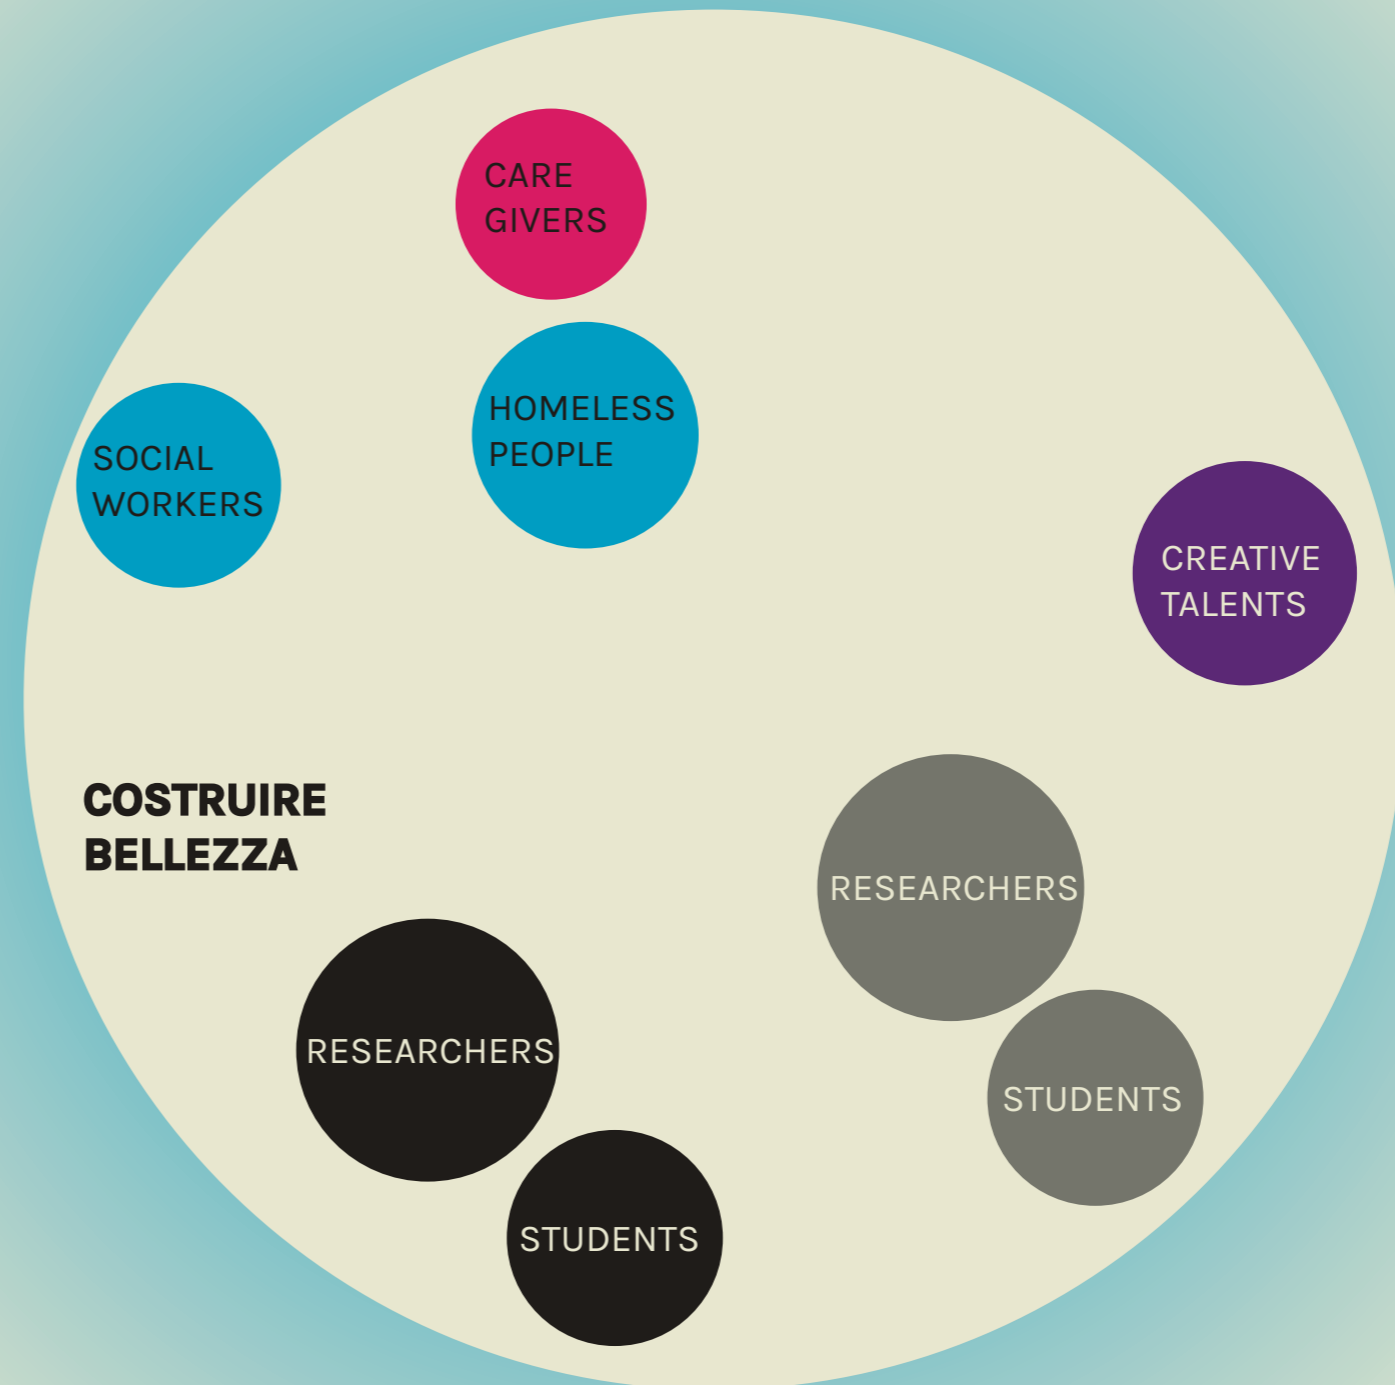 CARE
GIVERS
HOMELESS
PEOPLE
SOCIAL
WORKERS
CREATIVE
TALENTS
COSTRUIRE
BELLEZZA
RESEARCHERS
RESEARCHERS
STUDENTS
STUDENTS